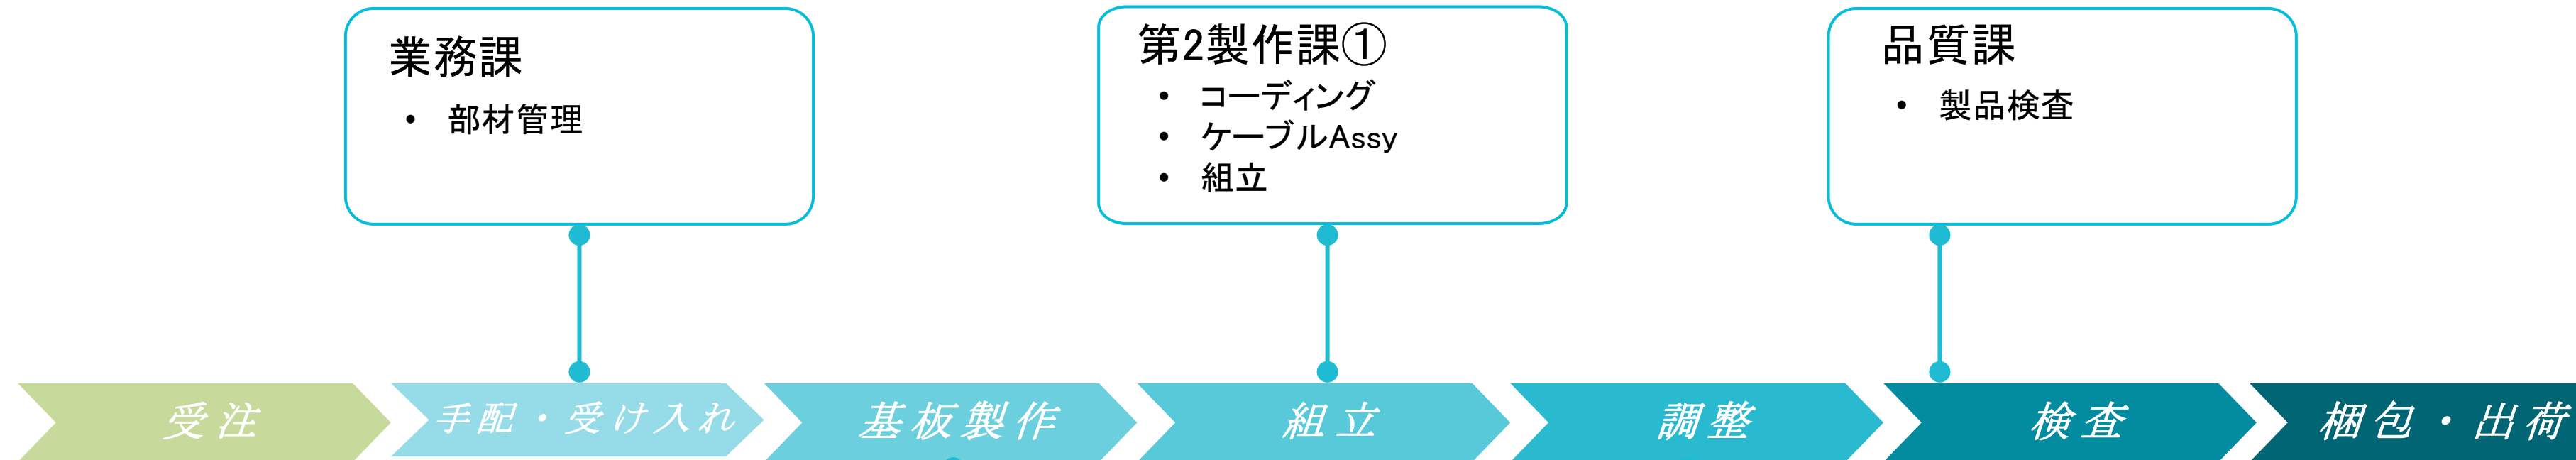 業務課
• 部材管理
第2製作課①
• コーディング
• ケーブルAssy
• 組立
品質課
• 製品検査
受注
手配・受け入れ
基板製作
組立
調整
検査
梱包・出荷